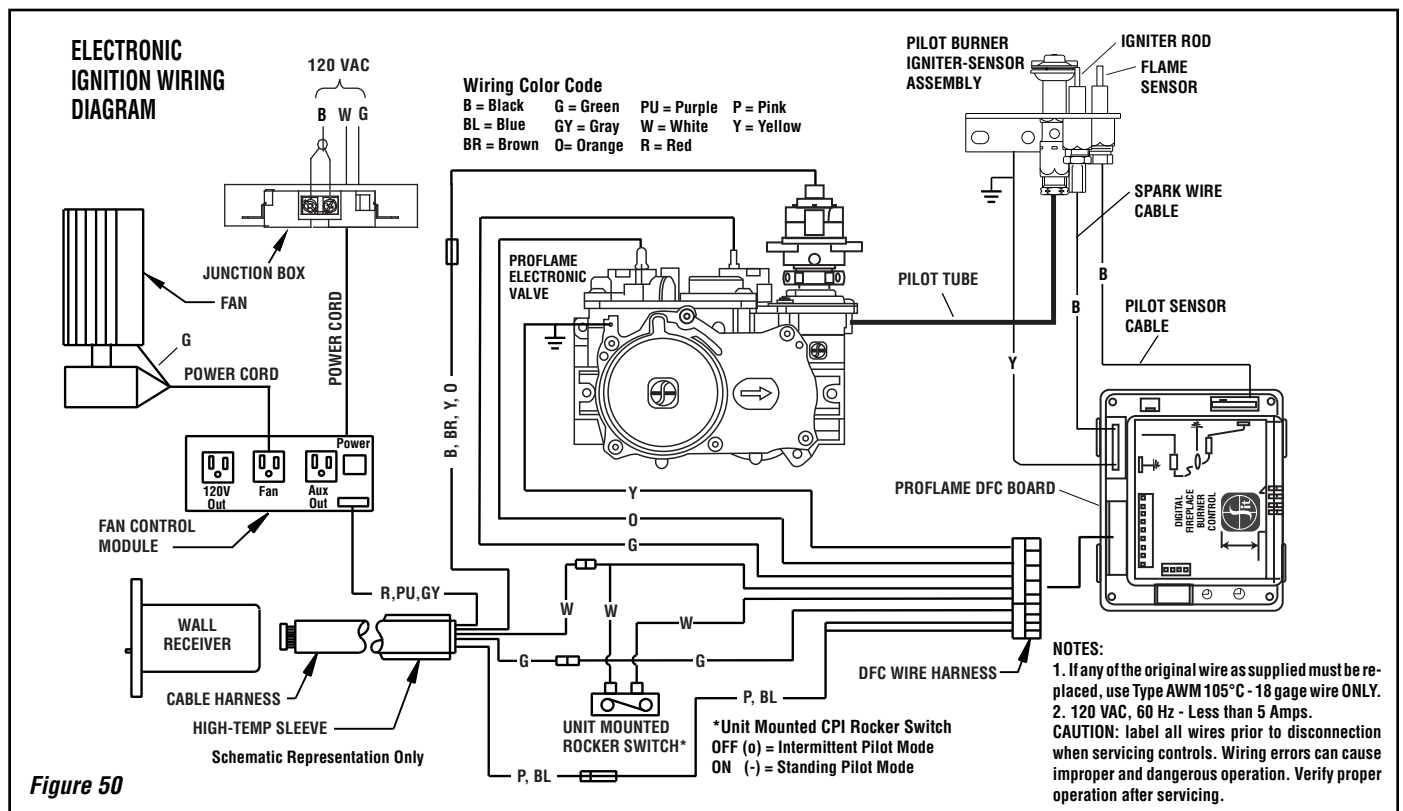 ELECTRONIC
IGNITION WIRING
DIAGRAM
120 VAC
B W G
Wiring Color Code
B = Black G = Green PU = Purple P = Pink
BL = Blue GY = Gray W = White Y = Yellow
BR = Brown O= Orange R = Red
PILOT BURNER
IGNITER-SENSOR
ASSEMBLY
IGNITER ROD
FLAME
SENSOR
SPARK WIRE
CABLE
JUNCTION BOX
FAN
G
POWER CORD
POWER CORD
PROFLAME
ELECTRONIC
VALVE
PILOT TUBE
B
B
Y
PILOT SENSOR
CABLE
B, BR, Y, O
Power
120V
Out
Fan
Aux
Out
FAN CONTROL
MODULE
PROFLAME DFC BOARD
DIGITAL
FIREPLACE
BURNER
CONTROL
Sit
Y
O
G
R,PU,GY
W
W
W
W
G
G
WALL
RECEIVER
CABLE HARNESS
HIGH-TEMP SLEEVE
Schematic Representation Only
UNIT MOUNTED
ROCKER SWITCH*
P, BL
P, BL
DFC WIRE HARNESS
*Unit Mounted CPI Rocker Switch
OFF (o) = Intermittent Pilot Mode
ON (-) = Standing Pilot Mode
NOTES:
1. If any of the original wire as supplied must be re-
placed, use Type AWM 105°C - 18 gage wire ONLY.
2. 120 VAC, 60 Hz - Less than 5 Amps.
CAUTION: label all wires prior to disconnection
when servicing controls. Wiring errors can cause
improper and dangerous operation. Verify proper
operation after servicing.
Figure 50